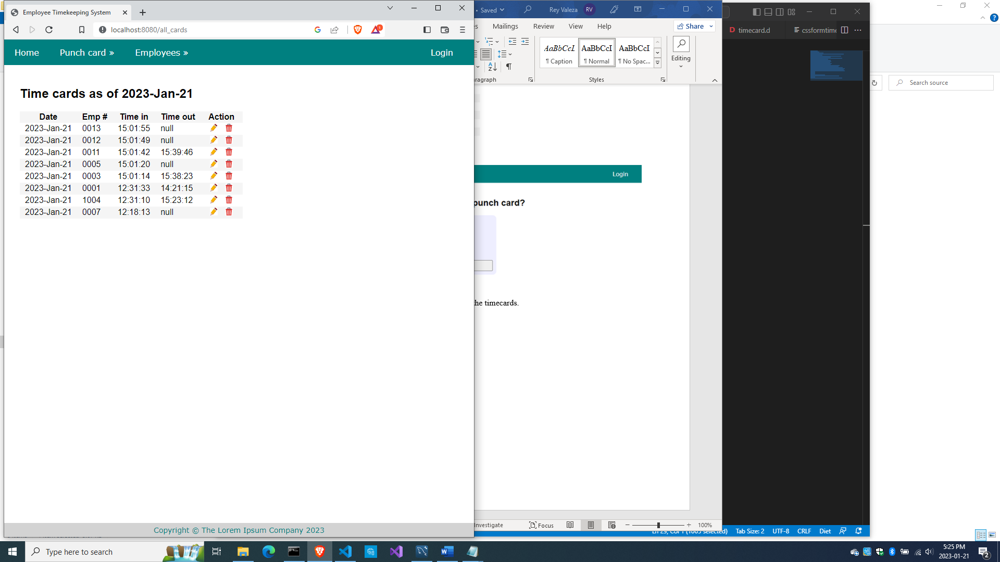 Employee Timekeeping System
localhost:8080/all_cards
Home Punch card » Employees » Login
Time cards as of 2023-Jan-21
Date Emp # Time in Time out Action
2023-Jan-21 0013 15:01:55 null
2023-Jan-21 0012 15:01:49 null
2023-Jan-21 0011 15:01:42 15:39:46
2023-Jan-21 0005 15:01:20 null
2023-Jan-21 0003 15:01:14 15:38:23
2023-Jan-21 0001 12:31:33 14:21:15
2023-Jan-21 1004 12:31:10 15:23:12
2023-Jan-21 0007 12:18:13 null
Copyright © The Lorem Ipsum Company 2023
• Saved Rey Valeza RV
Mailings Review View Help Share
AaBbCcI AaBbCcI AaBbCcI
¶ Caption ¶ Normal ¶ No Spac...
Editing
Styles
Login
punch card?
the timecards.
Investigate Focus 100%
timecard.d cssformtime
Search source
Tab Size: 2 UTF-8 CRLF Diet
Type here to search
5:25 PM
2023-01-21
2